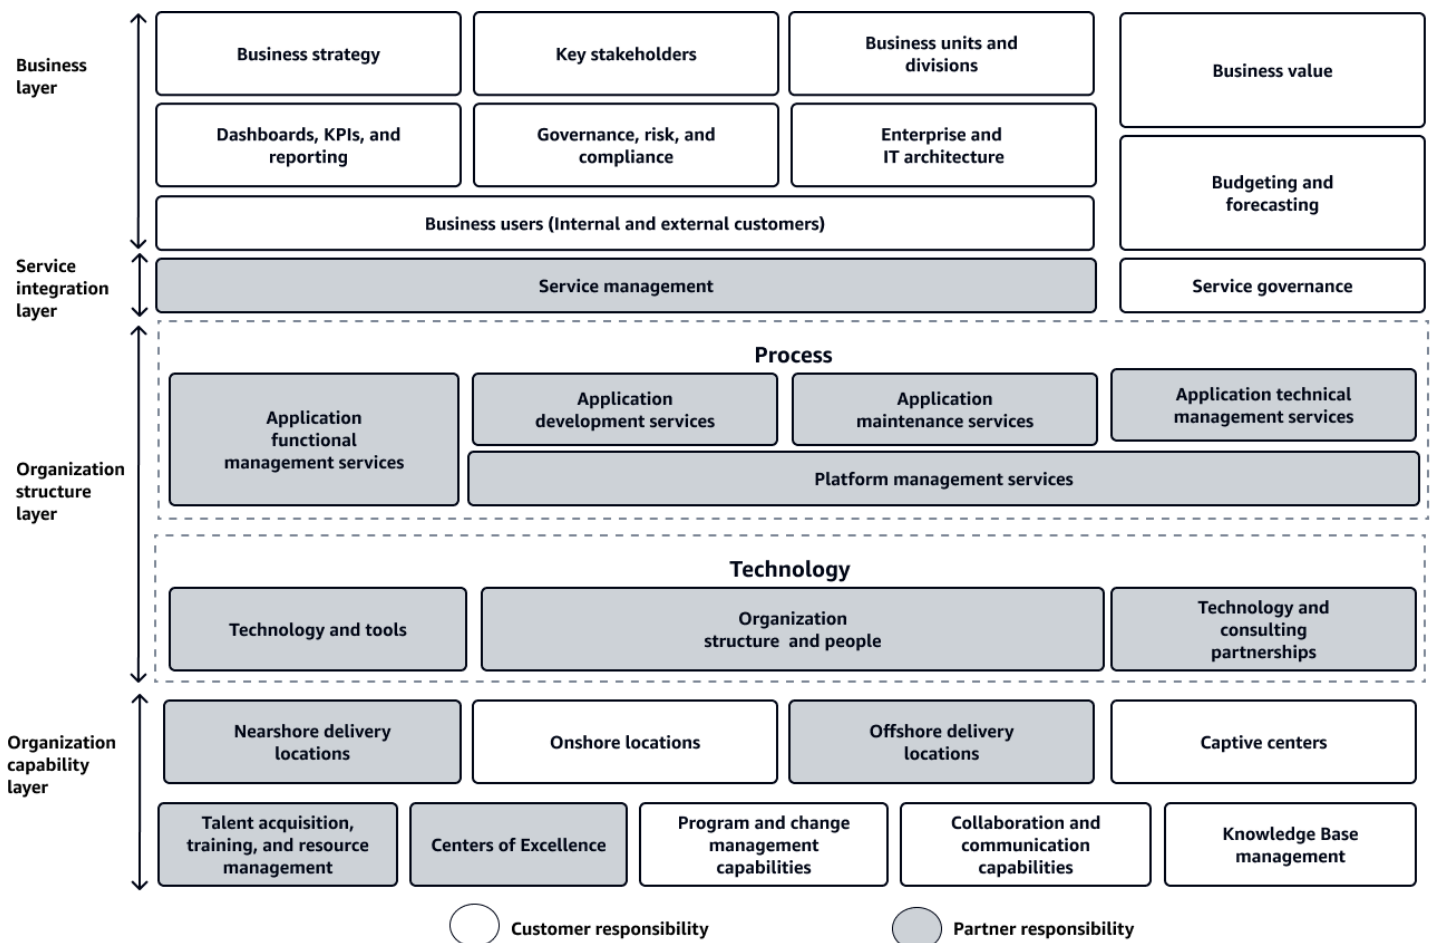 Business
layer
Business strategy
Key stakeholders
Business units and
divisions
Business value
Dashboards, KPIs, and
reporting
Governance, risk, and
compliance
Enterprise and
IT architecture
Budgeting and
forecasting
Business users (Internal and external customers)
Service
integration
layer
Service management
Service governance
Organization
structure
layer
Process
Application
functional
management services
Application
development services
Application
maintenance services
Application technical
management services
Platform management services
Technology
Technology and tools
Organization
structure and people
Technology and
consulting
partnerships
Organization
capability
layer
Nearshore delivery
locations
Onshore locations
Offshore delivery
locations
Captive centers
Talent acquisition,
training, and resource
management
Centers of Excellence
Program and change
management
capabilities
Collaboration and
communication
capabilities
Knowledge Base
management
Customer responsibility
Partner responsibility